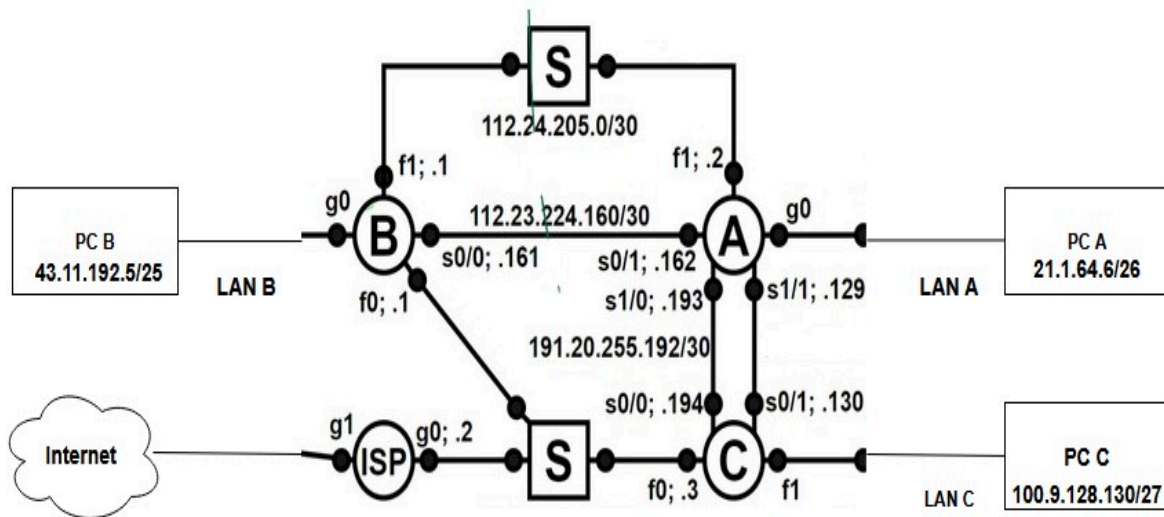 S
112.24.205.0/30
f1; .1
f1; .2
g0
B
112.23.224.160/30
A
g0
PC B
43.11.192.5/25
PC A
21.1.64.6/26
s0/0; .161
s0/1; .162
LAN B
LAN A
f0; .1
s1/0; .193
s1/1; .129
191.20.255.192/30
s0/0; .194
s0/1; .130
Internet
g1
ISP
g0; .2
S
C
f0; .3
f1
LAN C
PC C
100.9.128.130/27